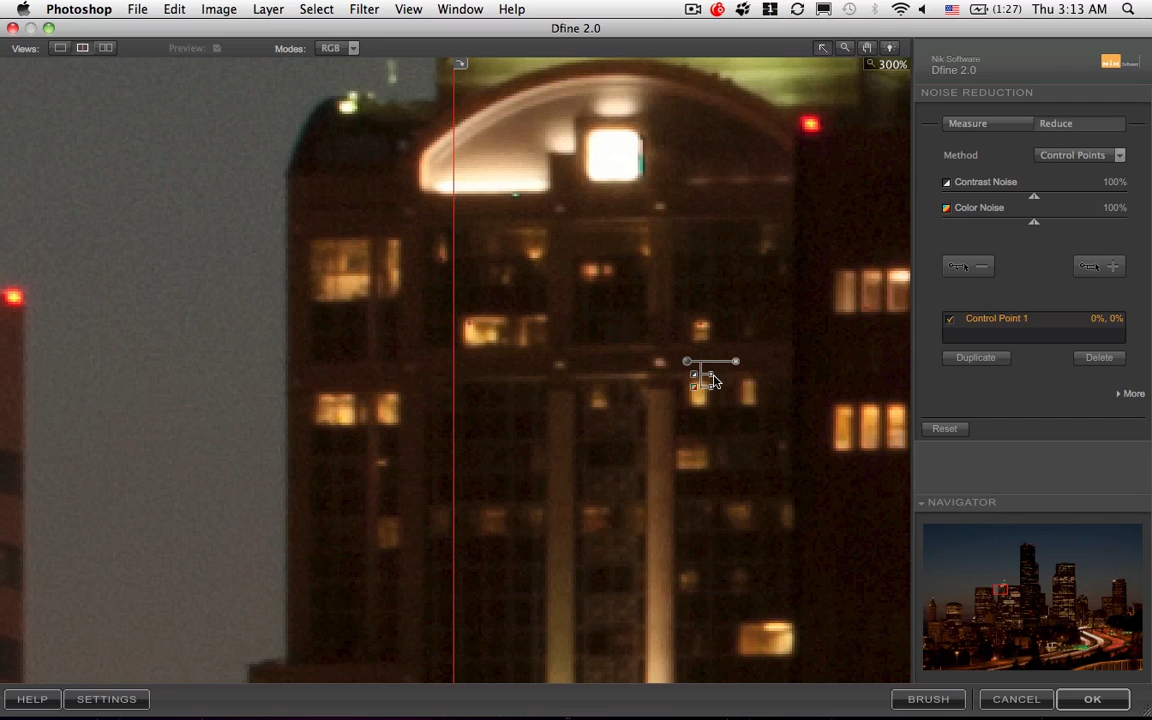 Photoshop File Edit Image Layer Select Filter View Window Help
(1:27) Thu 3:13 AM
Dfine 2.0
Views: Preview: Modes: RGB
300%
Nik Software
Dfine 2.0
NOISE REDUCTION
Measure Reduce
Method Control Points
Contrast Noise 100%
Color Noise 100%
Control Point 1 0%, 0%
Duplicate Delete
More
Reset
NAVIGATOR
HELP SETTINGS BRUSH CANCEL OK